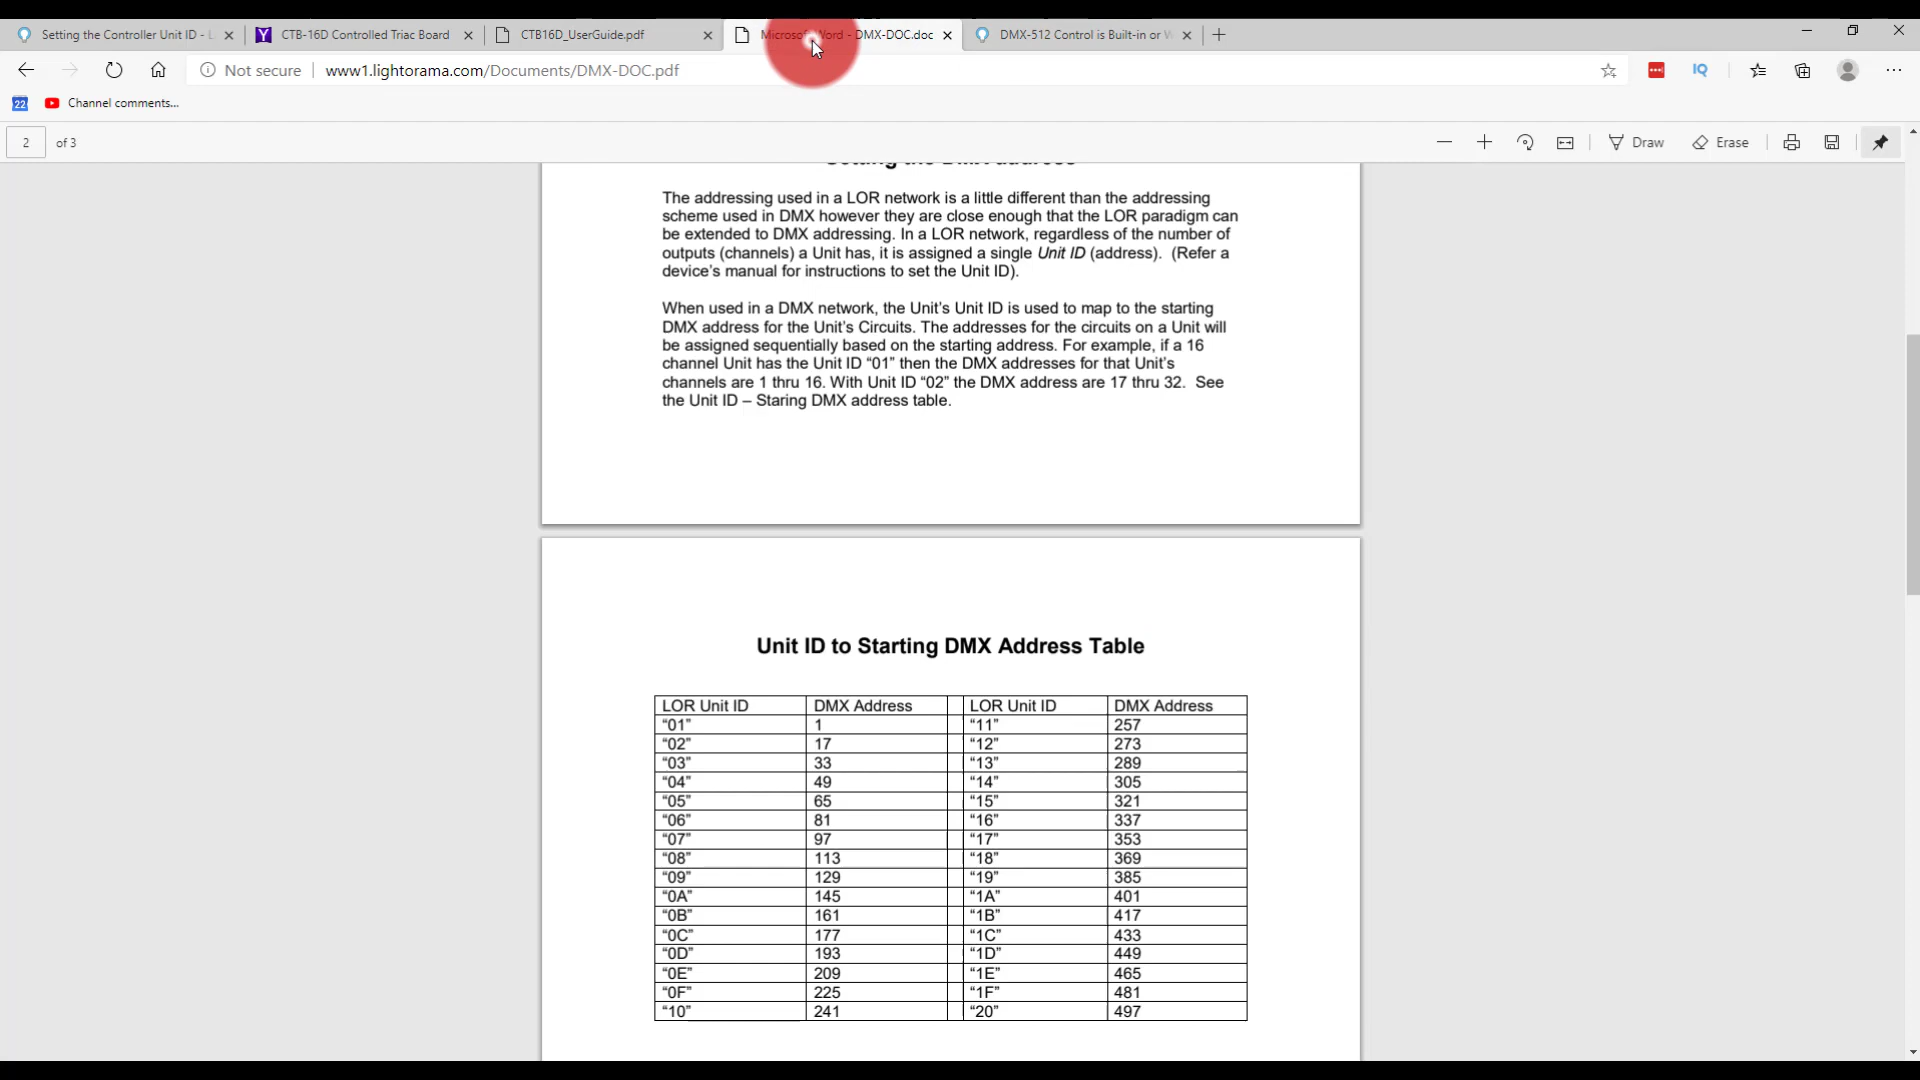 Setting the Controller Unit ID - L
CTB-16D Controlled Triac Board
CTB16D_UserGuide.pdf
Microsoft Word - DMX-DOC.doc
DMX-512 Control is Built-in or W
Not secure
www1.lightorama.com/Documents/DMX-DOC.pdf
IQ
22
Channel comments...
2 of 3
Draw
Erase
Setting the DMX address
The addressing used in a LOR network is a little different than the addressing
scheme used in DMX however they are close enough that the LOR paradigm can
be extended to DMX addressing. In a LOR network, regardless of the number of
outputs (channels) a Unit has, it is assigned a single Unit ID (address). (Refer a
device's manual for instructions to set the Unit ID).
When used in a DMX network, the Unit's Unit ID is used to map to the starting
DMX address for the Unit's Circuits. The addresses for the circuits on a Unit will
be assigned sequentially based on the starting address. For example, if a 16
channel Unit has the Unit ID “01” then the DMX addresses for that Unit's
channels are 1 thru 16. With Unit ID “02” the DMX address are 17 thru 32. See
the Unit ID – Staring DMX address table.
Unit ID to Starting DMX Address Table
LOR Unit ID DMX Address LOR Unit ID DMX Address
“01” 1 “11” 257
“02” 17 “12” 273
“03” 33 “13” 289
“04” 49 “14” 305
“05” 65 “15” 321
“06” 81 “16” 337
“07” 97 “17” 353
“08” 113 “18” 369
“09” 129 “19” 385
“0A” 145 “1A” 401
“0B” 161 “1B” 417
“0C” 177 “1C” 433
“0D” 193 “1D” 449
“0E” 209 “1E” 465
“0F” 225 “1F” 481
“10” 241 “20” 497